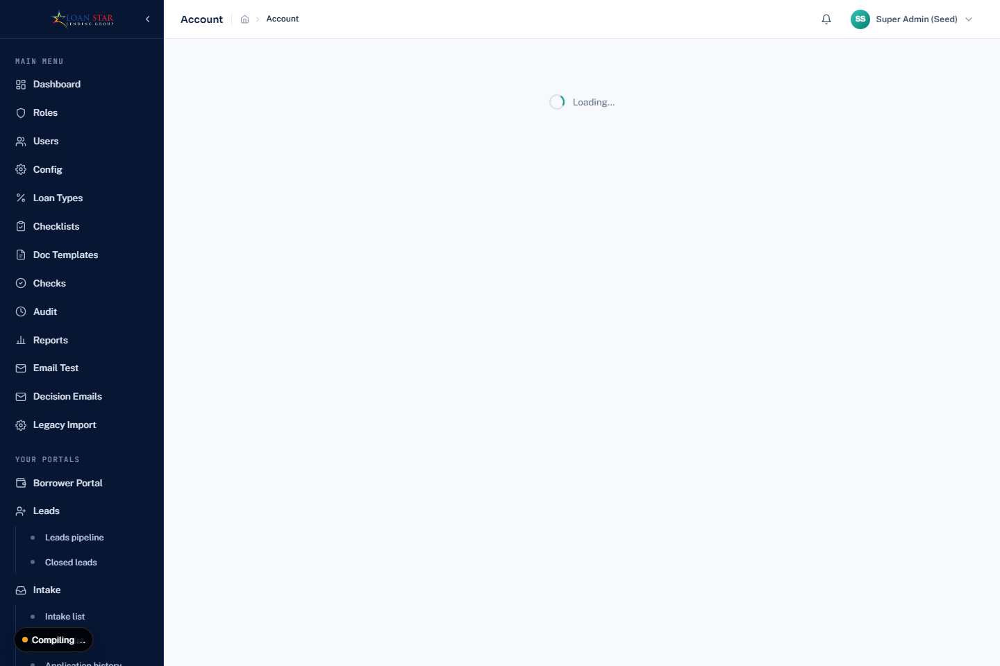 LOAN STAR
LENDING GROUP
Account
Account
SS
Super Admin (Seed)
MAIN MENU
Dashboard
Roles
Users
Config
Loan Types
Checklists
Doc Templates
Checks
Audit
Reports
Email Test
Decision Emails
Legacy Import
YOUR PORTALS
Borrower Portal
Leads
Leads pipeline
Closed leads
Intake
Intake list
Compiling
Application history
Loading...